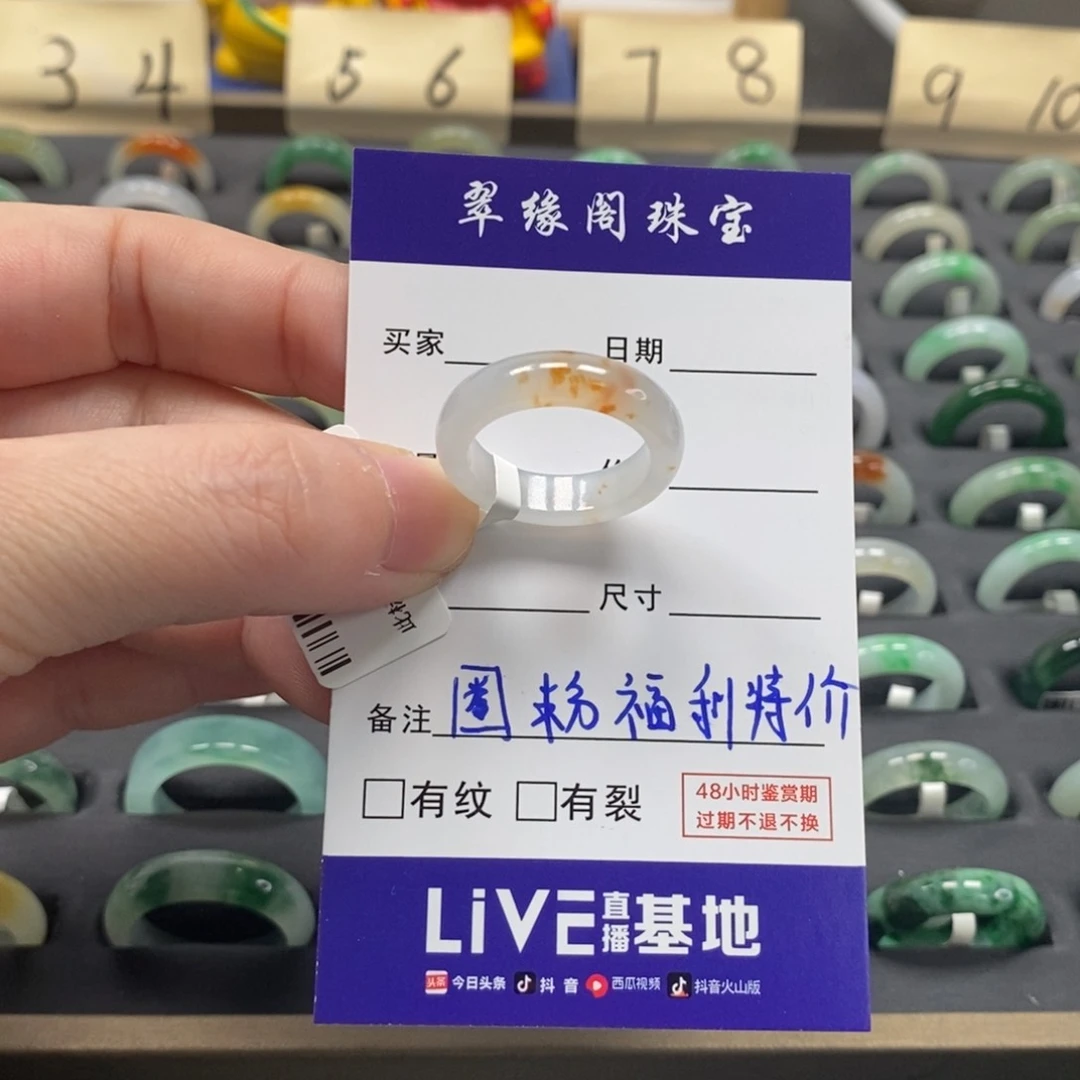 3 4
5 6
7 8
9 10
翠缘阁珠宝
买家 日期
尺寸
备注 圈粉福利特价
有纹 有裂
48小时鉴赏期
过期不退不换
LiVE直播基地
头条 今日头条 抖音 西瓜视频 抖音火山版